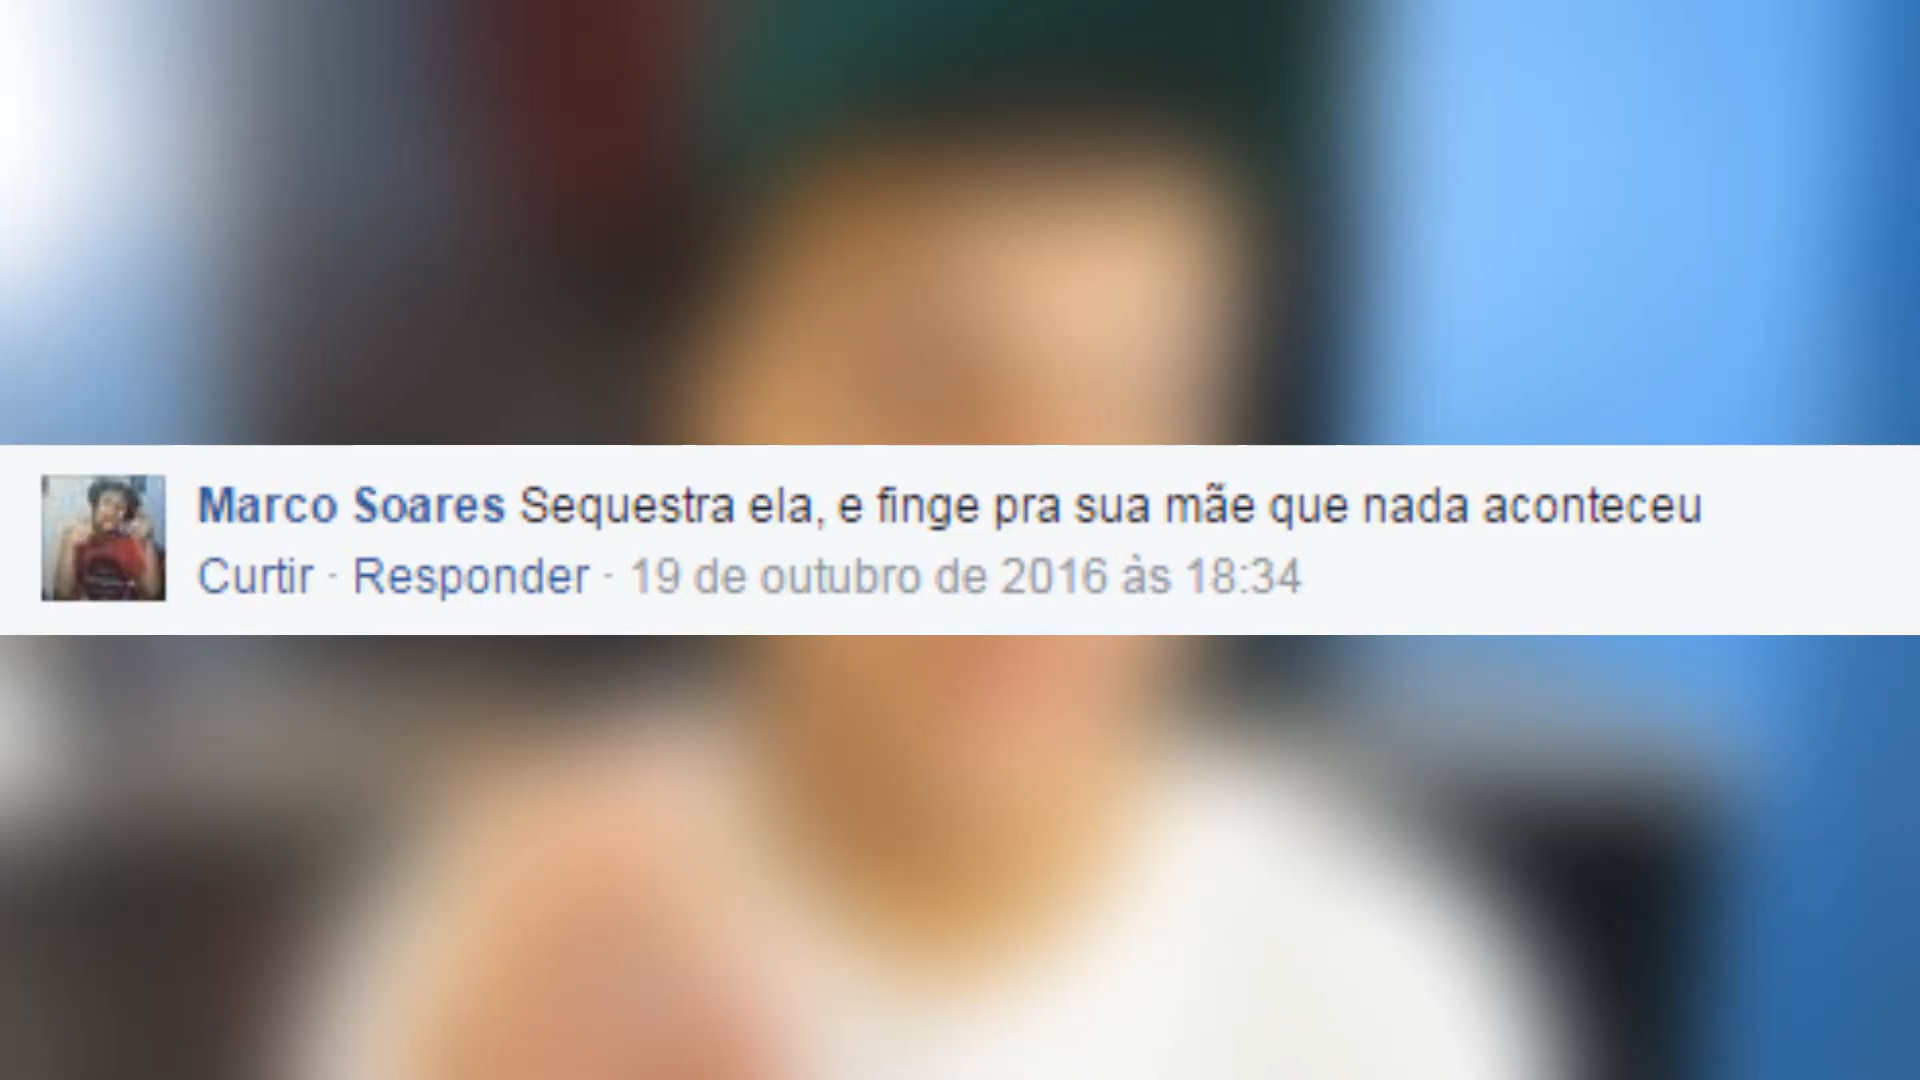 Marco Soares Sequestra ela, e finge pra sua mãe que nada aconteceu
Curtir · Responder · 19 de outubro de 2016 às 18:34